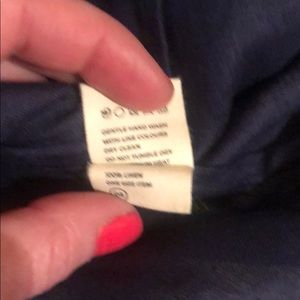 GENTLE HAND WASH
WITH LIKE COLOURS
DRY CLEAN
DO NOT TUMBLE DRY
100% LINEN